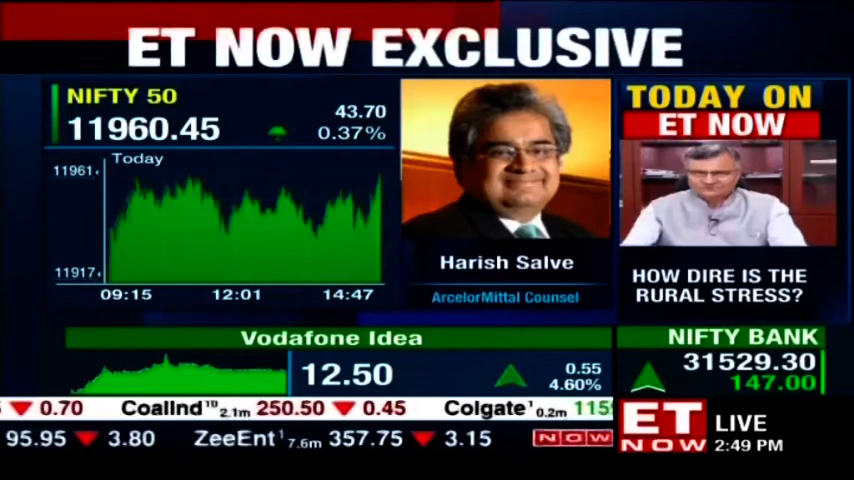 ET NOW EXCLUSIVE
NIFTY 50
11960.45
43.70
0.37%
Today
11961
11917
09:15 12:01 14:47
Harish Salve
ArcelorMittal Counsel
TODAY ON
ET NOW
HOW DIRE IS THE
RURAL STRESS?
Vodafone Idea
12.50
0.55
4.60%
NIFTY BANK
31529.30
147.00
0.70 CoalInd 2.1m 250.50 0.45 Colgate 0.2m
95.95 3.80 ZeeEnt 7.6m 357.75 3.15 NOW
ET
NOW
LIVE
2:49 PM